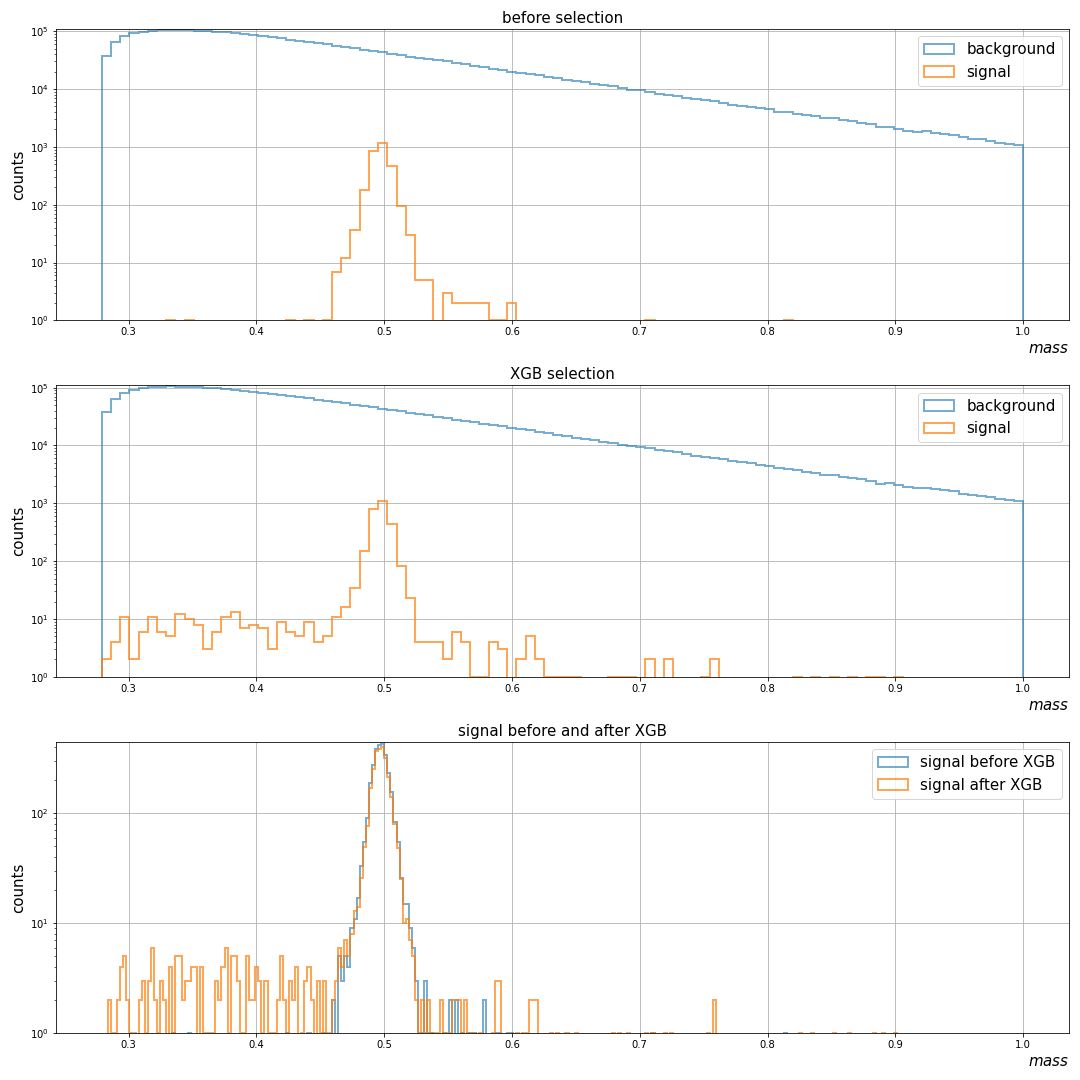 before selection
counts
10⁵
10⁴
10³
10²
10¹
10⁰
background
signal
0.3 0.4 0.5 0.6 0.7 0.8 0.9 1.0
mass
XGB selection
counts
10⁵
10⁴
10³
10²
10¹
10⁰
background
signal
0.3 0.4 0.5 0.6 0.7 0.8 0.9 1.0
mass
signal before and after XGB
counts
10²
10¹
10⁰
signal before XGB
signal after XGB
0.3 0.4 0.5 0.6 0.7 0.8 0.9 1.0
mass